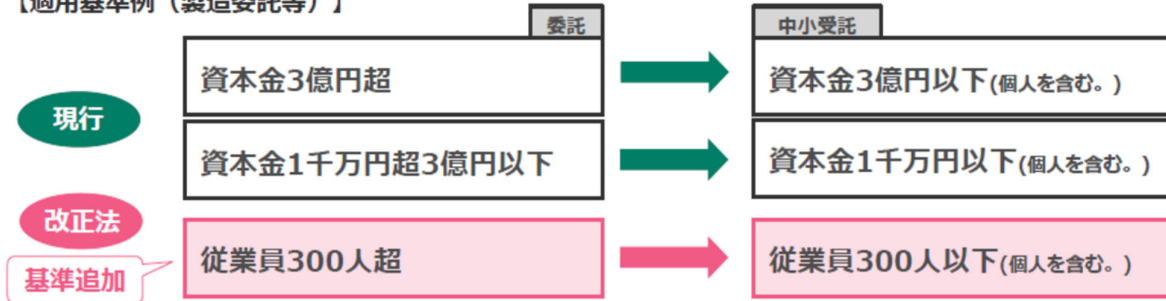 【適用基準例（製造委託等）】
委託
中小受託
現行
資本金3億円超
資本金3億円以下(個人を含む。)
資本金1千万円超3億円以下
資本金1千万円以下(個人を含む。)
改正法
基準追加
従業員300人超
従業員300人以下(個人を含む。)